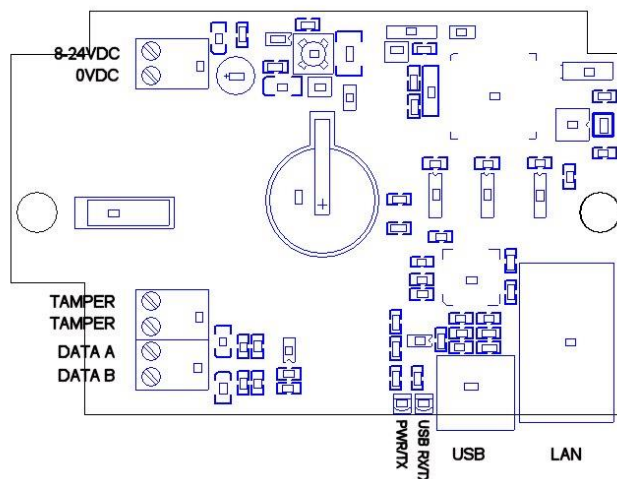 8-24VDC
0VDC
TAMPER
TAMPER
DATA A
DATA B
PWR/TX
USB RX/TX
USB
LAN